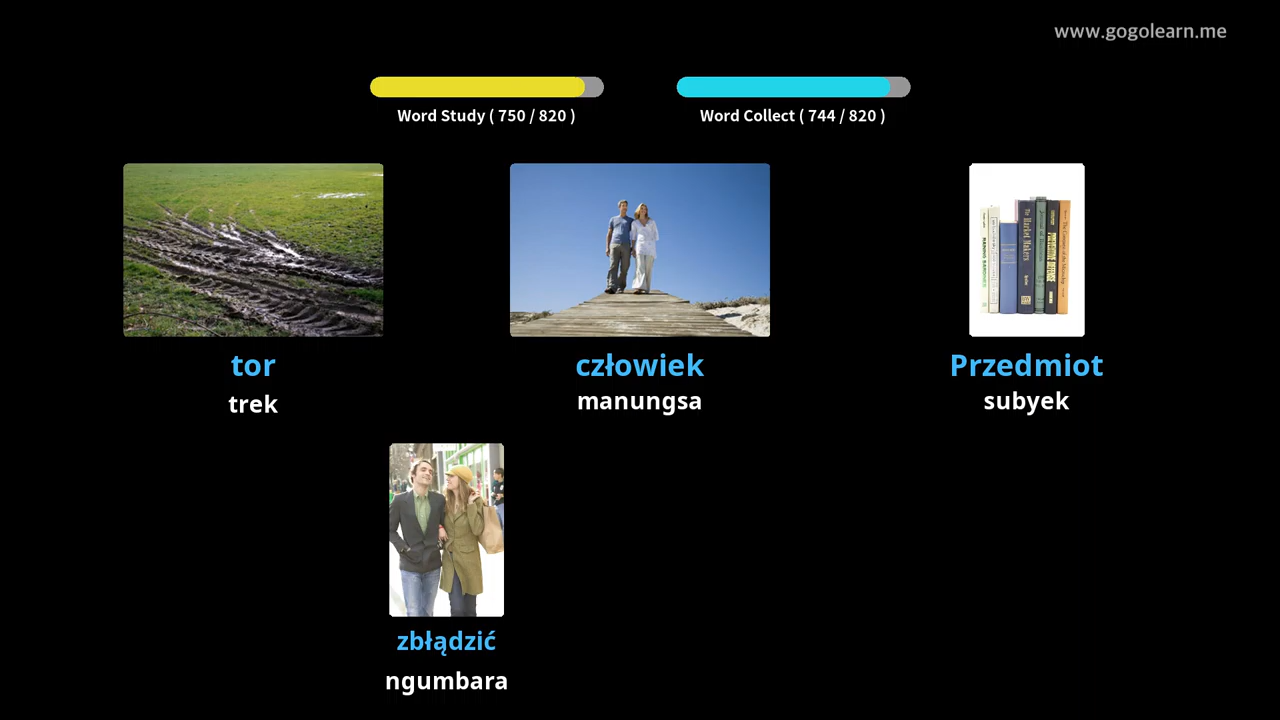 www.gogolearn.me
Word Study ( 750 / 820 )
Word Collect ( 744 / 820 )
tor
człowiek
Przedmiot
trek
manungsa
subyek
zbłądzić
ngumbara